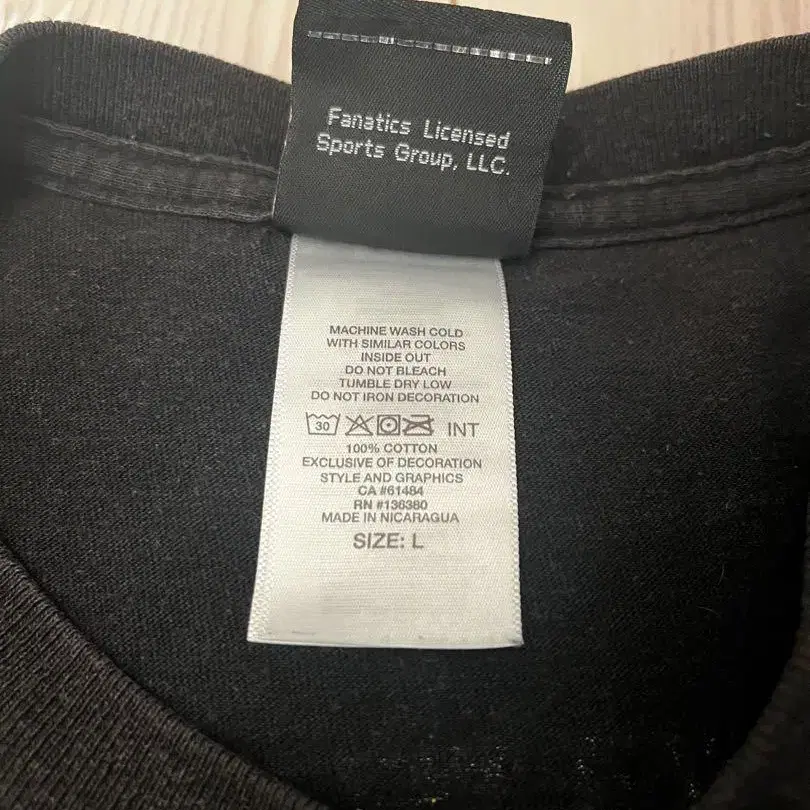 Fanatics Licensed
Sports Group, LLC.
MACHINE WASH COLD
WITH SIMILAR COLORS
INSIDE OUT
DO NOT BLEACH
TUMBLE DRY LOW
DO NOT IRON DECORATION
30 INT
100% COTTON
EXCLUSIVE OF DECORATION
STYLE AND GRAPHICS
CA #61484
RN #136380
MADE IN NICARAGUA
SIZE: L